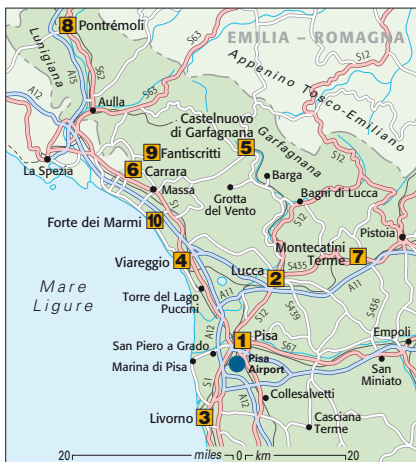 8 Pontrémoli
EMILIA – ROMAGNA
Lunigiana
A15
S62
S63
S12
A12
Appenino Tosco-Emiliano
S63
Aulla
Castelnuovo
di Garfagnana
5
Garfagnana
S12
La Spezia
9 Fantiscritti
6 Carrara
Massa
Barga
Grotta
del Vento
Bagni di Lucca
S1
Forte dei Marmi 10
S12
Pistoia
Montecatini
Terme 7
Viareggio 4
Lucca 2
S435
A11
Mare
Ligure
Torre del Lago
Puccini
A11
S439
S436
A12
S12
1 Pisa
S67
Empoli
San Piero a Grado
Marina di Pisa
Pisa
Airport
San
Miniato
S1
A12
Collesalvetti
Livorno 3
Casciana
Terme
20 miles 0 km 20